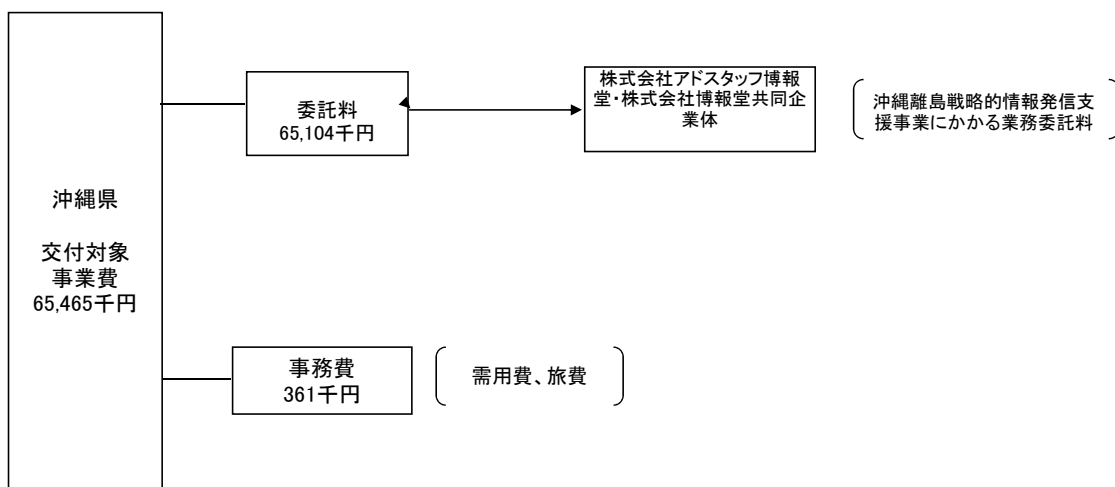 沖縄県
交付対象
事業費
65,465千円
委託料
65,104千円
株式会社アドスタッフ博報
堂・株式会社博報堂共同企
業体
沖縄離島戦略的情報発信支
援事業にかかる業務委託料
事務費
361千円
需用費、旅費